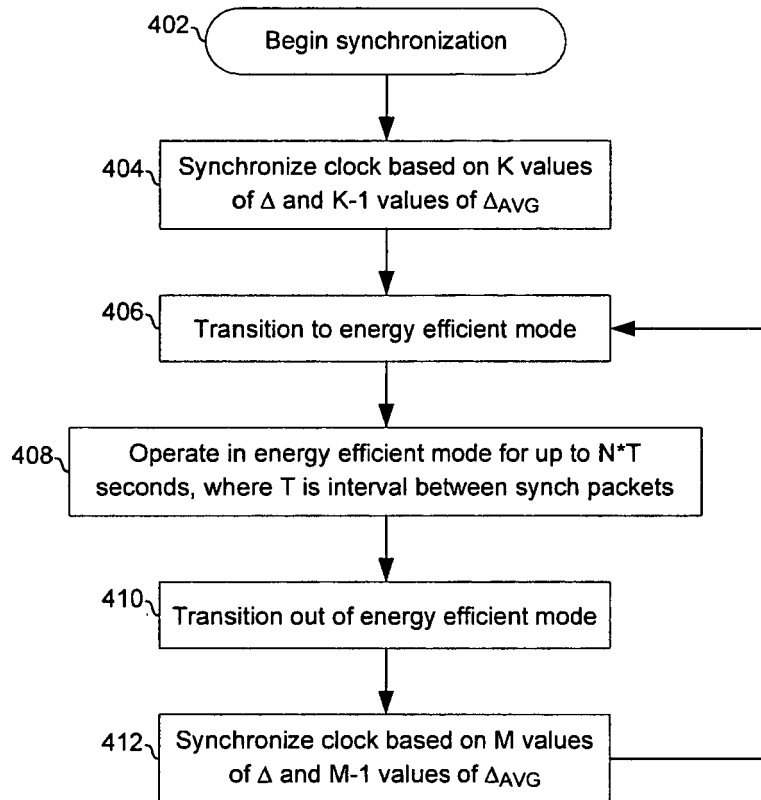 402
Begin synchronization
404
Synchronize clock based on K values
of Δ and K-1 values of ΔAVG
406
Transition to energy efficient mode
408
Operate in energy efficient mode for up to N*T
seconds, where T is interval between synch packets
410
Transition out of energy efficient mode
412
Synchronize clock based on M values
of Δ and M-1 values of ΔAVG